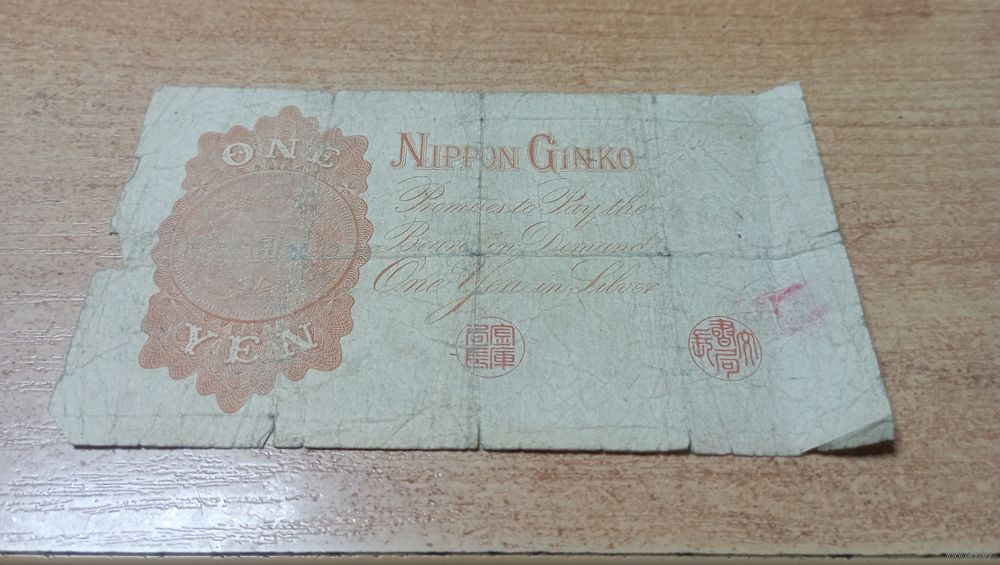 ONE
YEN
NIPPON GINKO
Promises to Pay the
Bearer on Demand
One Yen in Silver